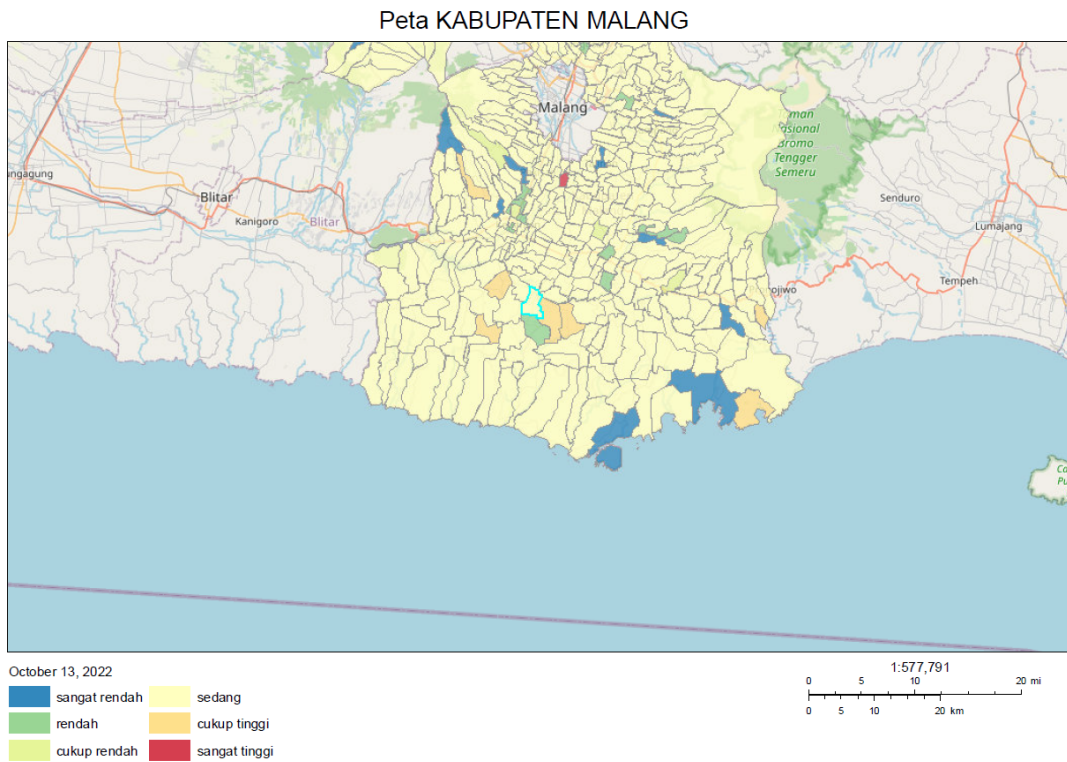 Peta KABUPATEN MALANG
Malang
Nasional
Bromo
Tengger
Semeru
Senduro
Blitar
Kanigoro
Blitar
Lumajang
Tempeh
October 13, 2022
sangat rendah
rendah
cukup rendah
sedang
cukup tinggi
sangat tinggi
1:577,791
0 5 10 20 mi
0 5 10 20 km